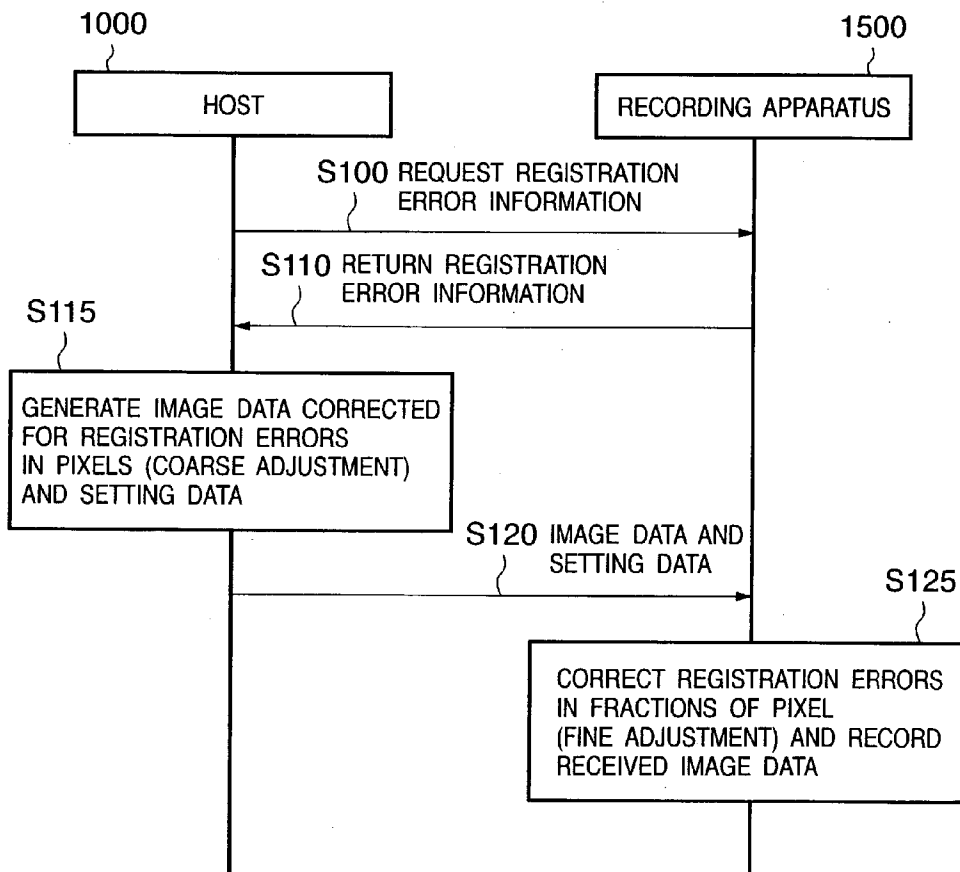 1000
1500
HOST
RECORDING APPARATUS
S100 REQUEST REGISTRATION
ERROR INFORMATION
S110 RETURN REGISTRATION
ERROR INFORMATION
S115
GENERATE IMAGE DATA CORRECTED
FOR REGISTRATION ERRORS
IN PIXELS (COARSE ADJUSTMENT)
AND SETTING DATA
S120 IMAGE DATA AND
SETTING DATA
S125
CORRECT REGISTRATION ERRORS
IN FRACTIONS OF PIXEL
(FINE ADJUSTMENT) AND RECORD
RECEIVED IMAGE DATA